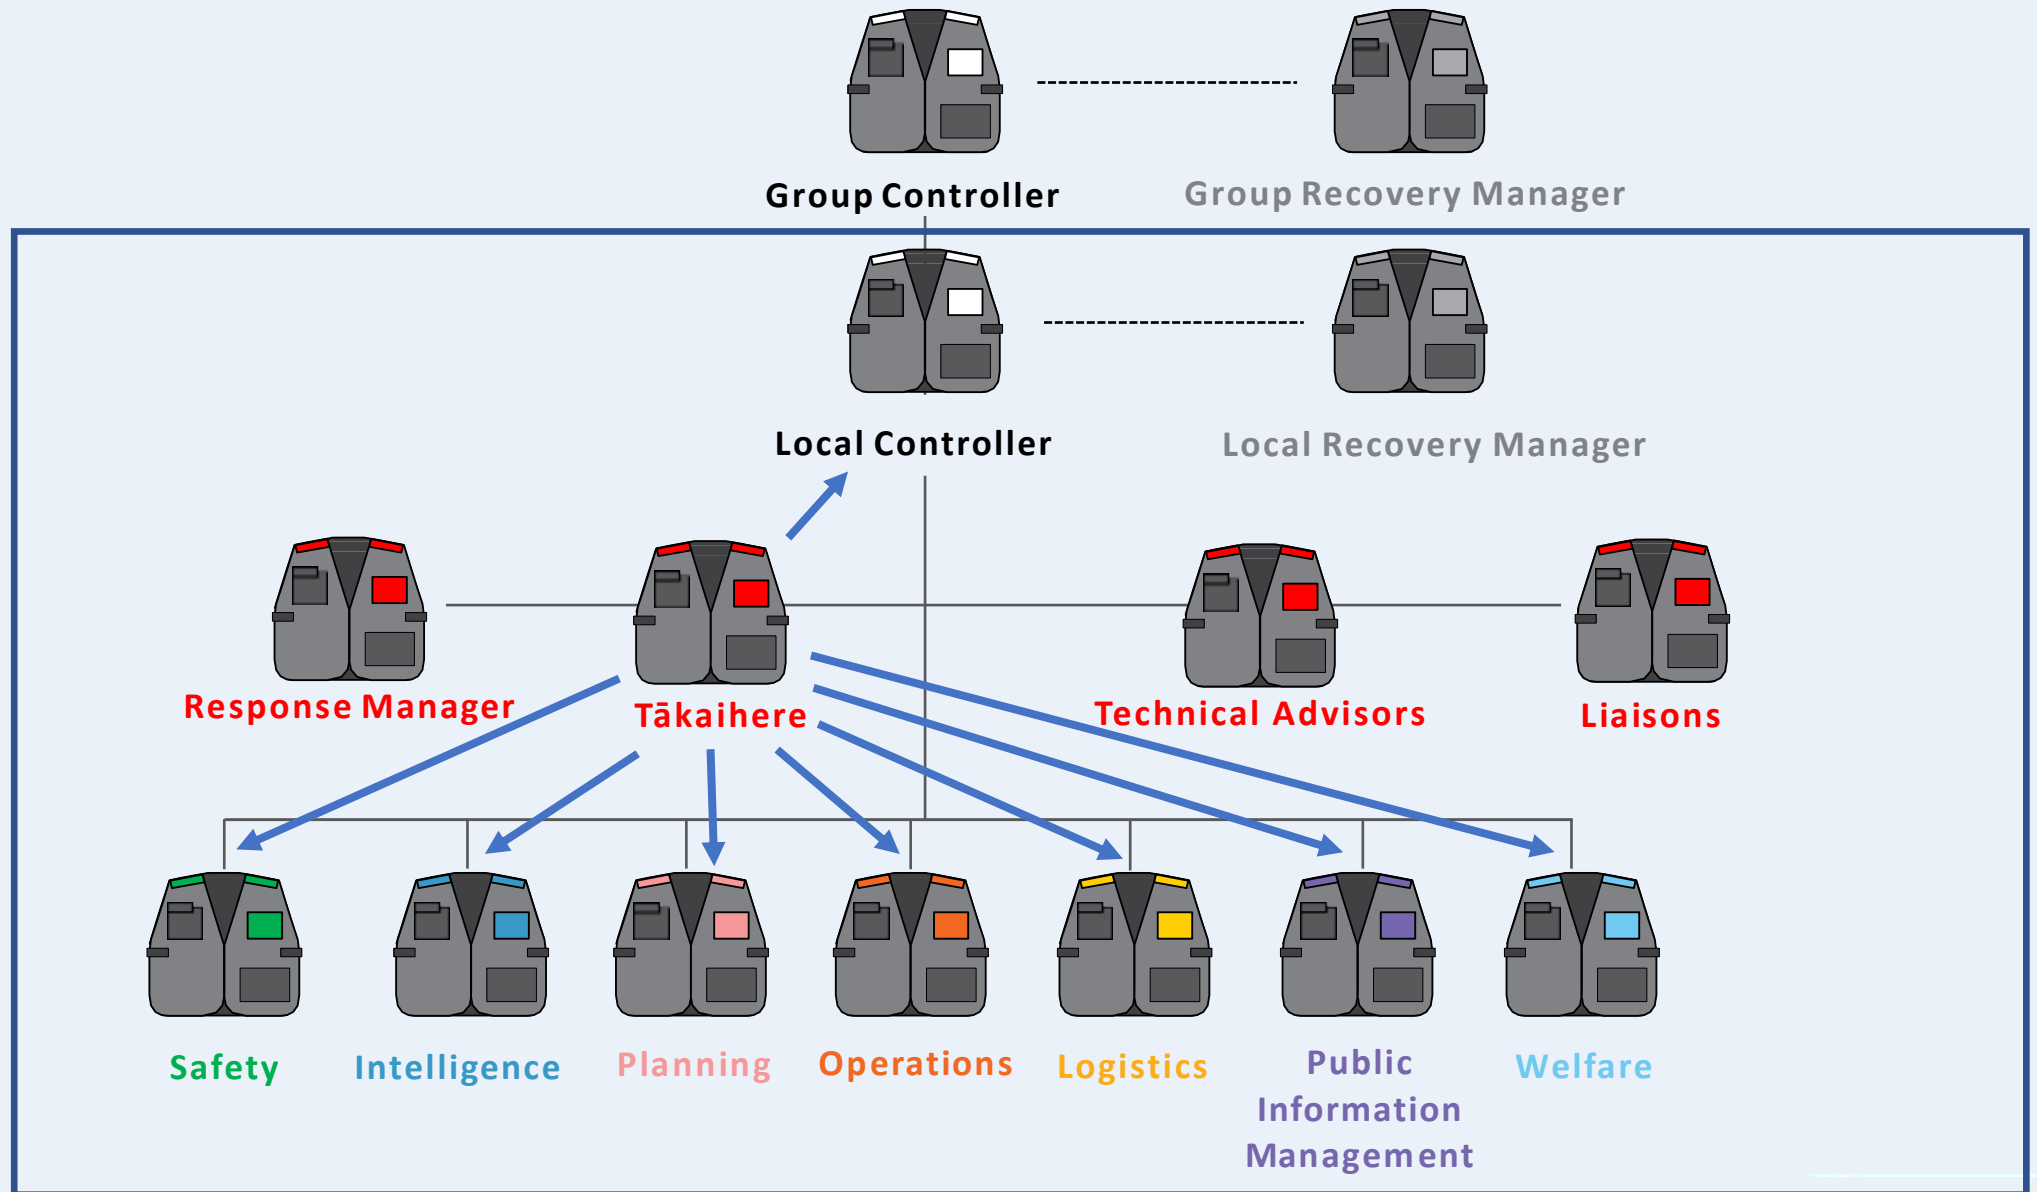 Group Controller
Group Recovery Manager
Local Controller
Local Recovery Manager
Response Manager
Tākaihere
Technical Advisors
Liaisons
Safety
Intelligence
Planning
Operations
Logistics
Public
Information
Management
Welfare